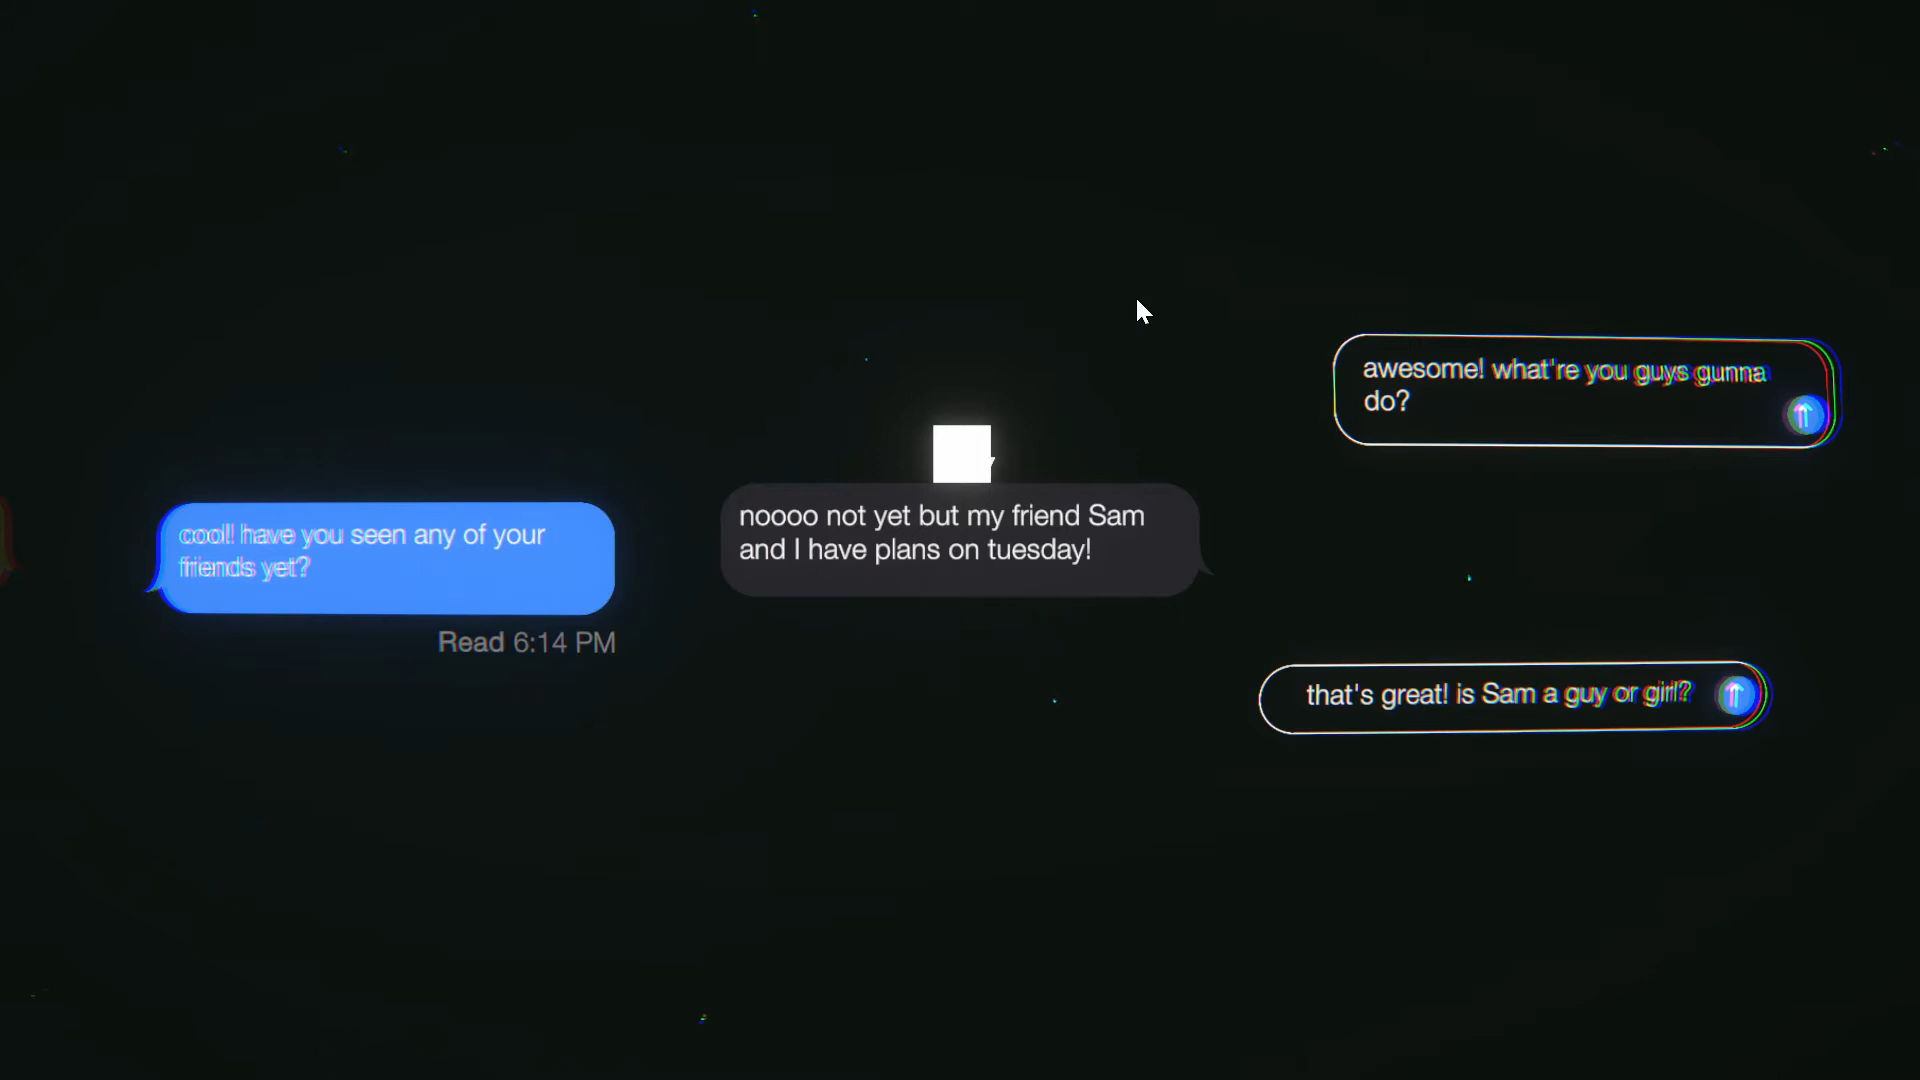 cool! have you seen any of your
friends yet?
Read 6:14 PM
noooo not yet but my friend Sam
and I have plans on tuesday!
awesome! what're you guys gunna
do?
that's great! is Sam a guy or girl?